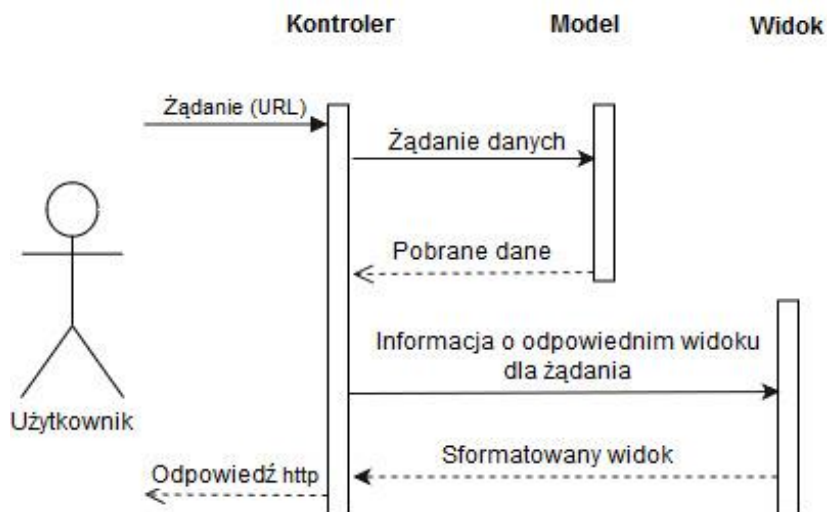 Kontroler
Model
Widok
Żądanie (URL)
Żądanie danych
Pobrane dane
Informacja o odpowiednim widoku
dla żądania
Użytkownik
Sformatowany widok
Odpowiedź http